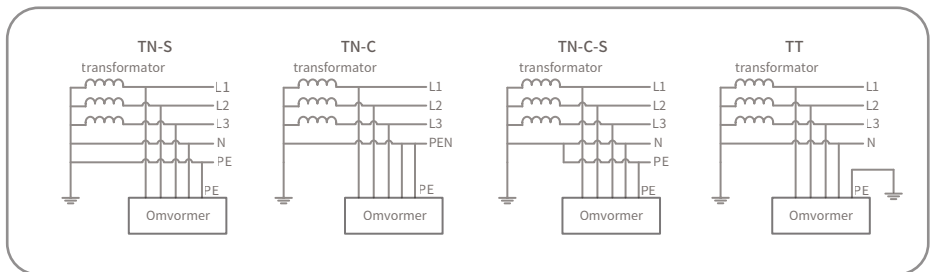 TN-S
transformator
L1
L2
L3
N
PE
PE
Omvormer
TN-C
transformator
L1
L2
L3
PEN
PE
Omvormer
TN-C-S
transformator
L1
L2
L3
N
PE
PE
Omvormer
TT
transformator
L1
L2
L3
N
PE
Omvormer